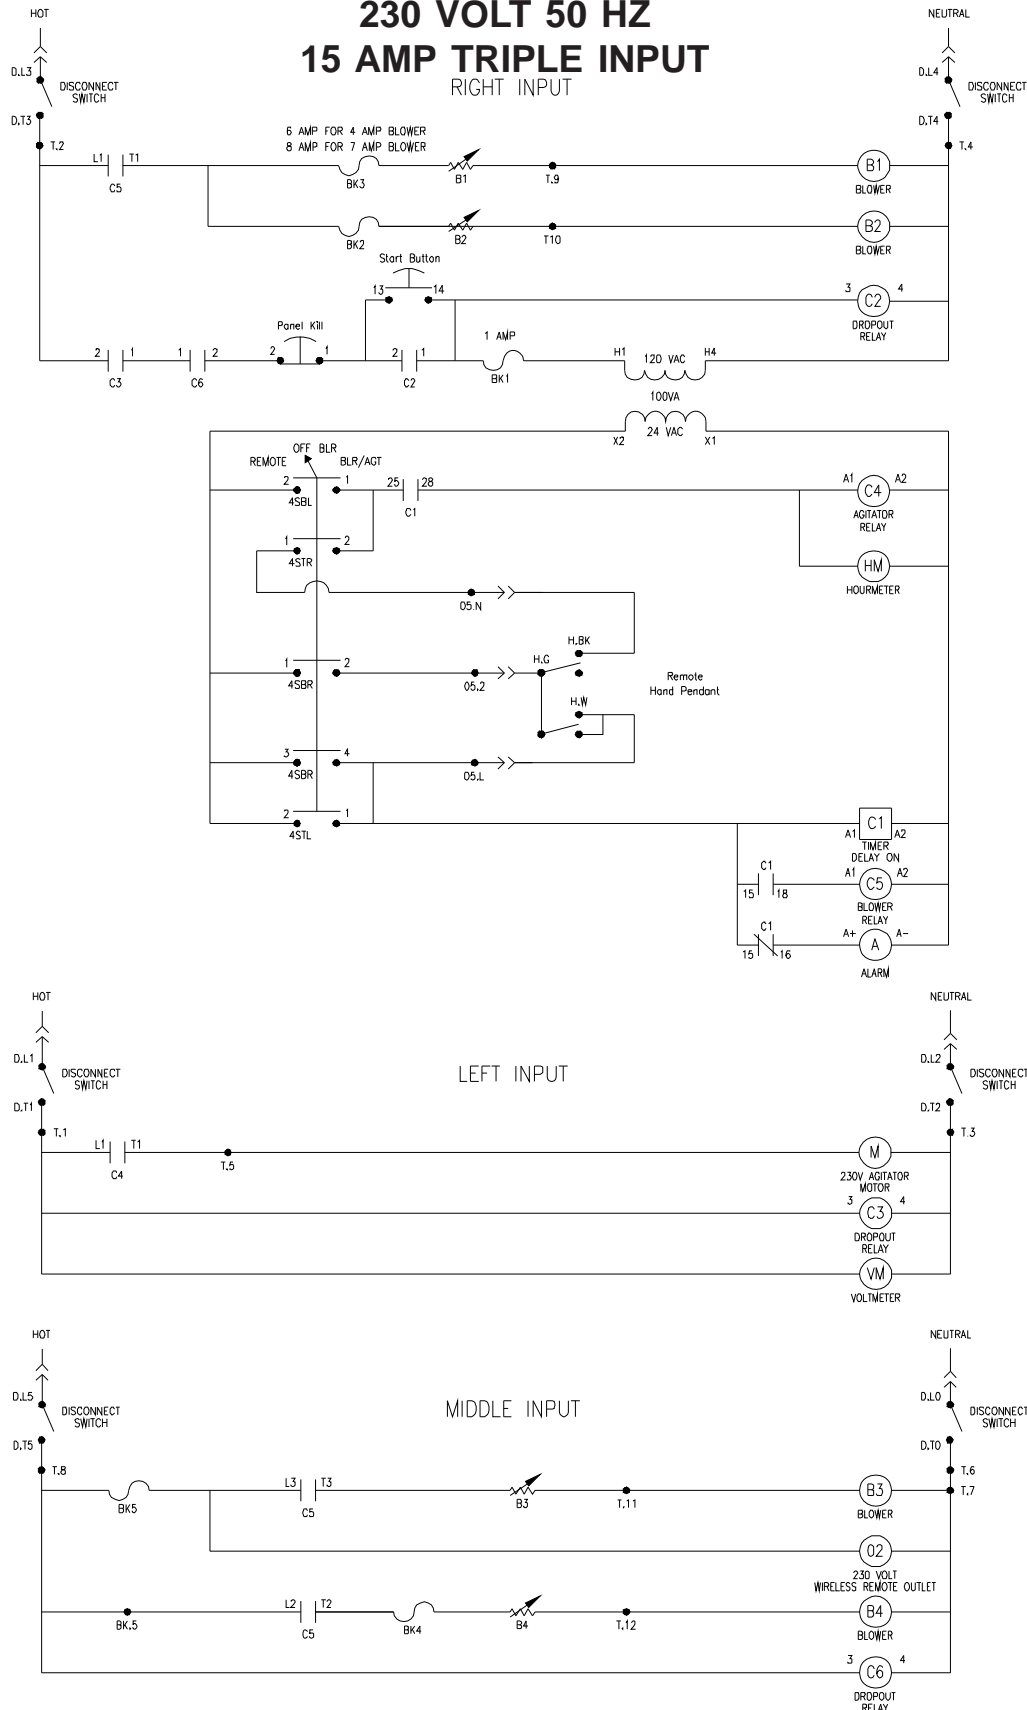 230 VOLT 50 HZ
15 AMP TRIPLE INPUT
RIGHT INPUT
HOT
NEUTRAL
D.L3
DISCONNECT
SWITCH
D.T3
T.2
D.L4
DISCONNECT
SWITCH
D.T4
T.4
6 AMP FOR 4 AMP BLOWER
8 AMP FOR 7 AMP BLOWER
L1 T1
C5
BK3
B1
T.9
B1
BLOWER
BK2
B2
T10
B2
BLOWER
Start Button
13 14
3 C2 4
DROPOUT
RELAY
Panel Kill
1 AMP
2 1
C3
1 2
C6
2 1
2 1
C2
BK1
H1 120 VAC H4
100VA
X2 24 VAC X1
OFF BLR
REMOTE BLR/AGT
2 1
4SBL
25 28
C1
A1 C4 A2
AGITATOR
RELAY
1 2
4STR
HM
HOURMETER
05.N
H.BK
1 2
4SBR
05.2
H.G
Remote
Hand Pendant
H.W
3 4
4SBR
05.L
2 1
4STL
C1
A1 A2
TIMER
DELAY ON
C1
15 18
A1 C5 A2
BLOWER
RELAY
C1
15 16
A+ A A-
ALARM
HOT
NEUTRAL
LEFT INPUT
D.L1
DISCONNECT
SWITCH
D.T1
T.1
D.L2
DISCONNECT
SWITCH
D.T2
T.3
L1 T1
C4
T.5
M
230V AGITATOR
MOTOR
3 C3 4
DROPOUT
RELAY
VM
VOLTMETER
HOT
NEUTRAL
MIDDLE INPUT
D.L5
DISCONNECT
SWITCH
D.T5
T.8
D.L0
DISCONNECT
SWITCH
D.T0
T.6
T.7
BK5
L3 T3
C5
B3
T.11
B3
BLOWER
02
230 VOLT
WIRELESS REMOTE OUTLET
BK.5
L2 T2
C5
BK4
B4
T.12
B4
BLOWER
3 C6 4
DROPOUT
RELAY